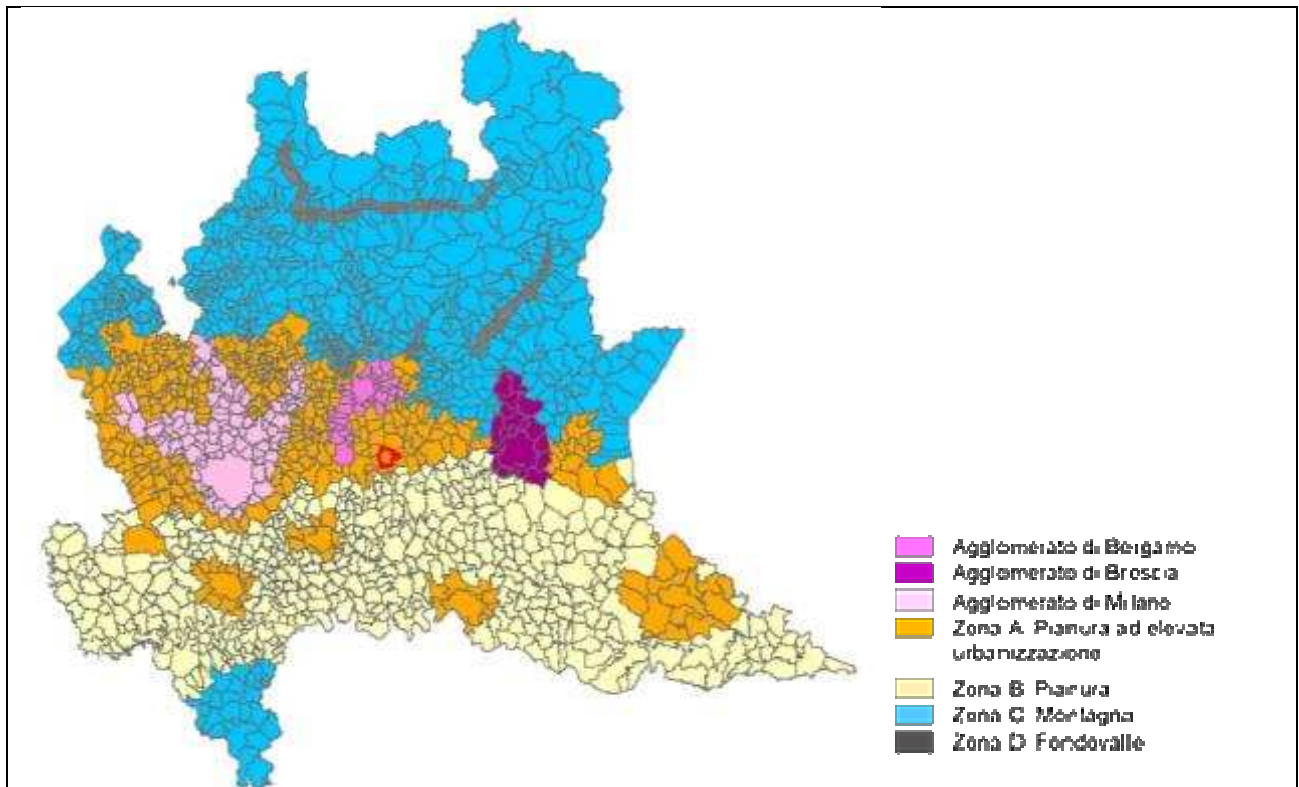 Agglomerato di Bergamo
Agglomerato di Brescia
Agglomerato di Milano
Zona A Pianura ad elevata
urbanizzazione
Zona B Pianura
Zona C Montagna
Zona D Fondovalle